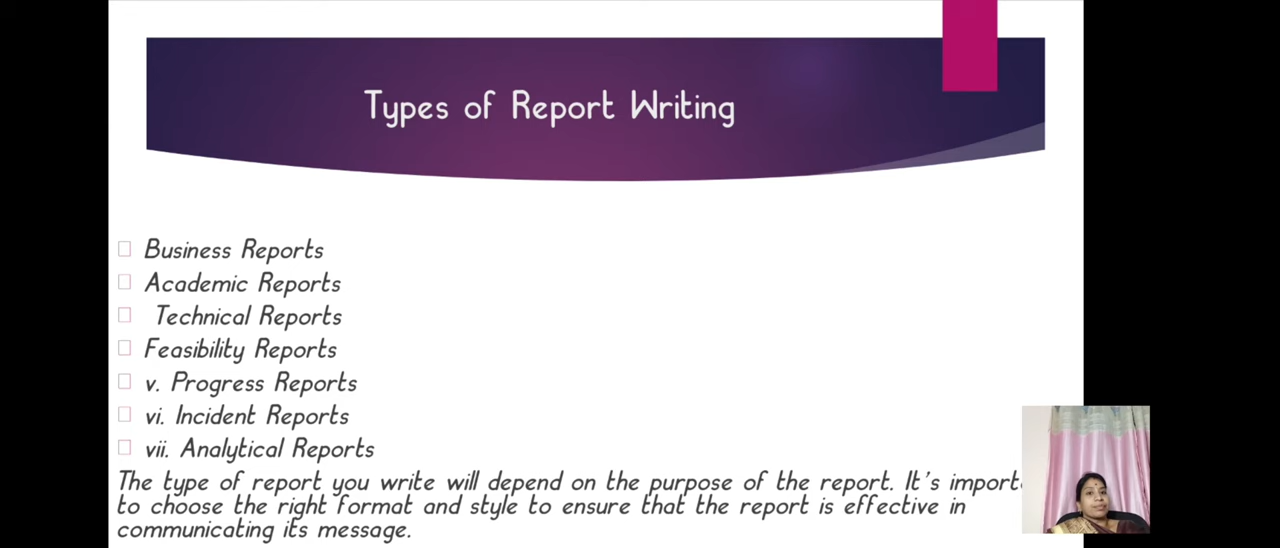 Types of Report Writing
Business Reports
Academic Reports
Technical Reports
Feasibility Reports
v. Progress Reports
vi. Incident Reports
vii. Analytical Reports
The type of report you write will depend on the purpose of the report. It's
to choose the right format and style to ensure that the report is effective in
communicating its message.